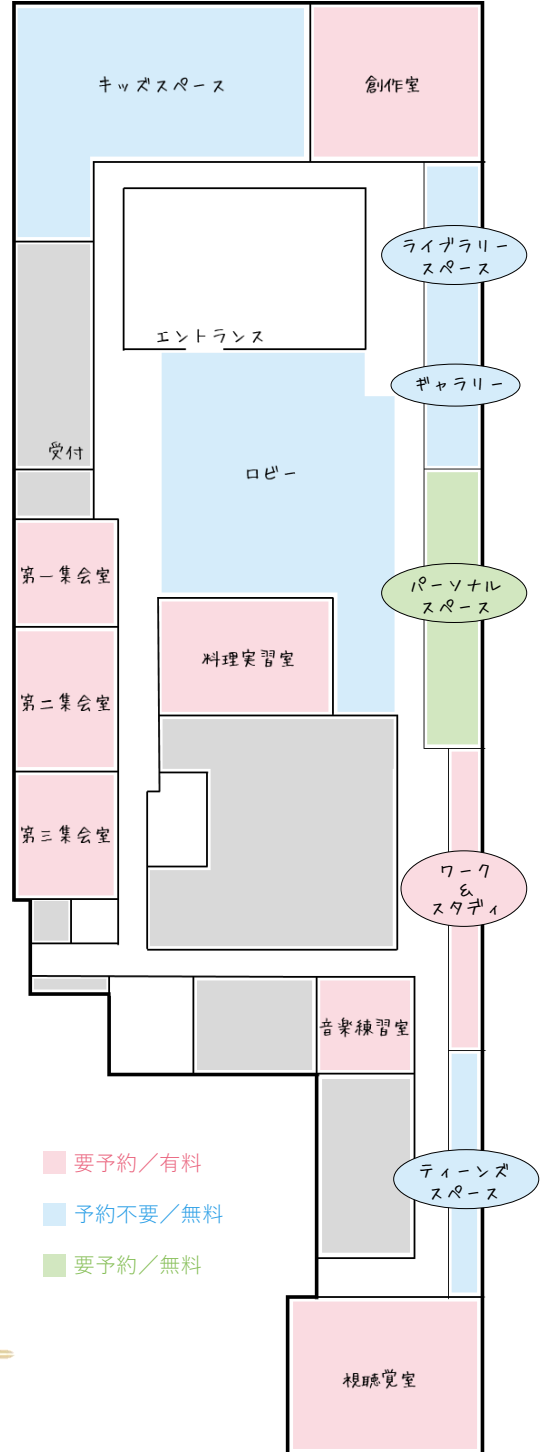 キッズスペース
創作室
ライブラリー
スペース
エントランス
ギャラリー
受付
ロビー
第一集会室
パーソナル
スペース
料理実習室
第二集会室
第三集会室
ワーク
&
スタディ
音楽練習室
要予約／有料
ティーンズ
スペース
予約不要／無料
要予約／無料
視聴覚室